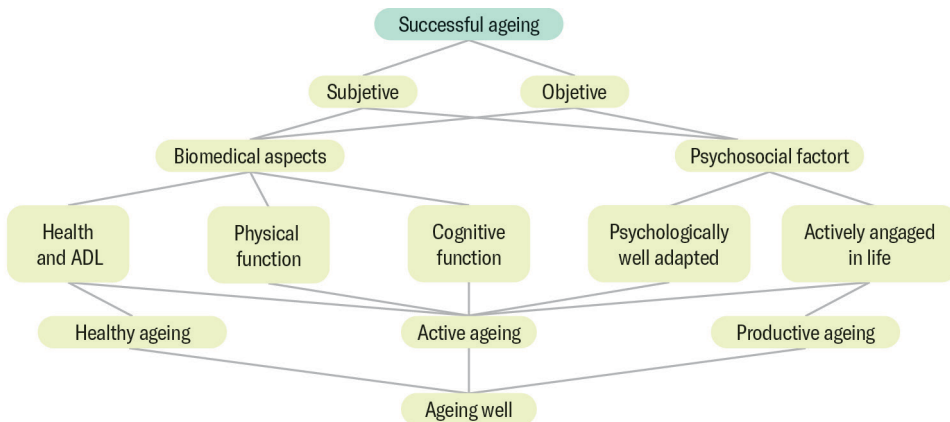 Successful ageing
Subjetive
Objetive
Biomedical aspects
Psychosocial factort
Health
and ADL
Physical
function
Cognitive
function
Psychologically
well adapted
Actively angaged
in life
Healthy ageing
Active ageing
Productive ageing
Ageing well